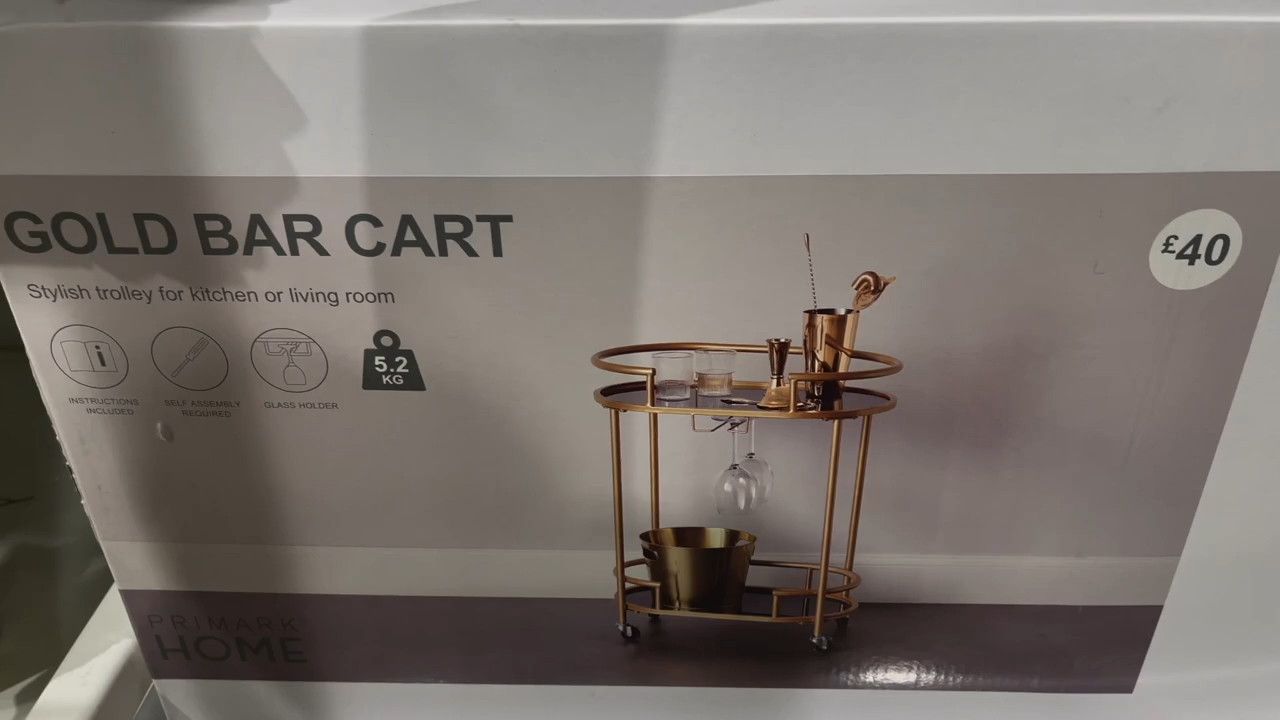 GOLD BAR CART
£40
Stylish trolley for kitchen or living room
i
5.2
KG
INSTRUCTIONS
INCLUDED
SELF ASSEMBLY
REQUIRED
GLASS HOLDER
PRIMARK®
HOME